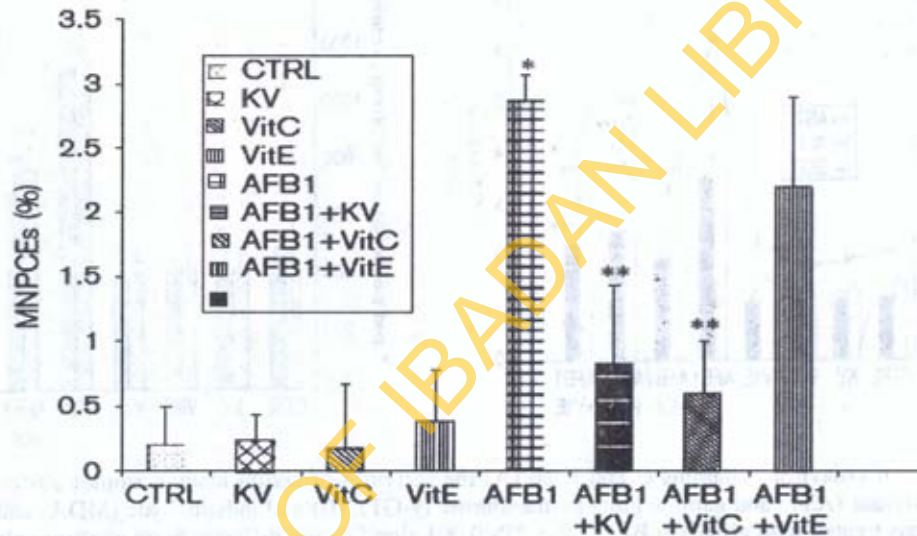 3.5
3
2.5
2
1.5
1
0.5
0
MNPCEs (%)
CTRL
KV
VitC
VitE
AFB1
AFB1+KV
AFB1+VitC
AFB1+VitE
*
**
**
CTRL KV VitC VitE AFB1 AFB1 AFB1 AFB1
+KV +VitC +VitE
OF IBADAN LIBR